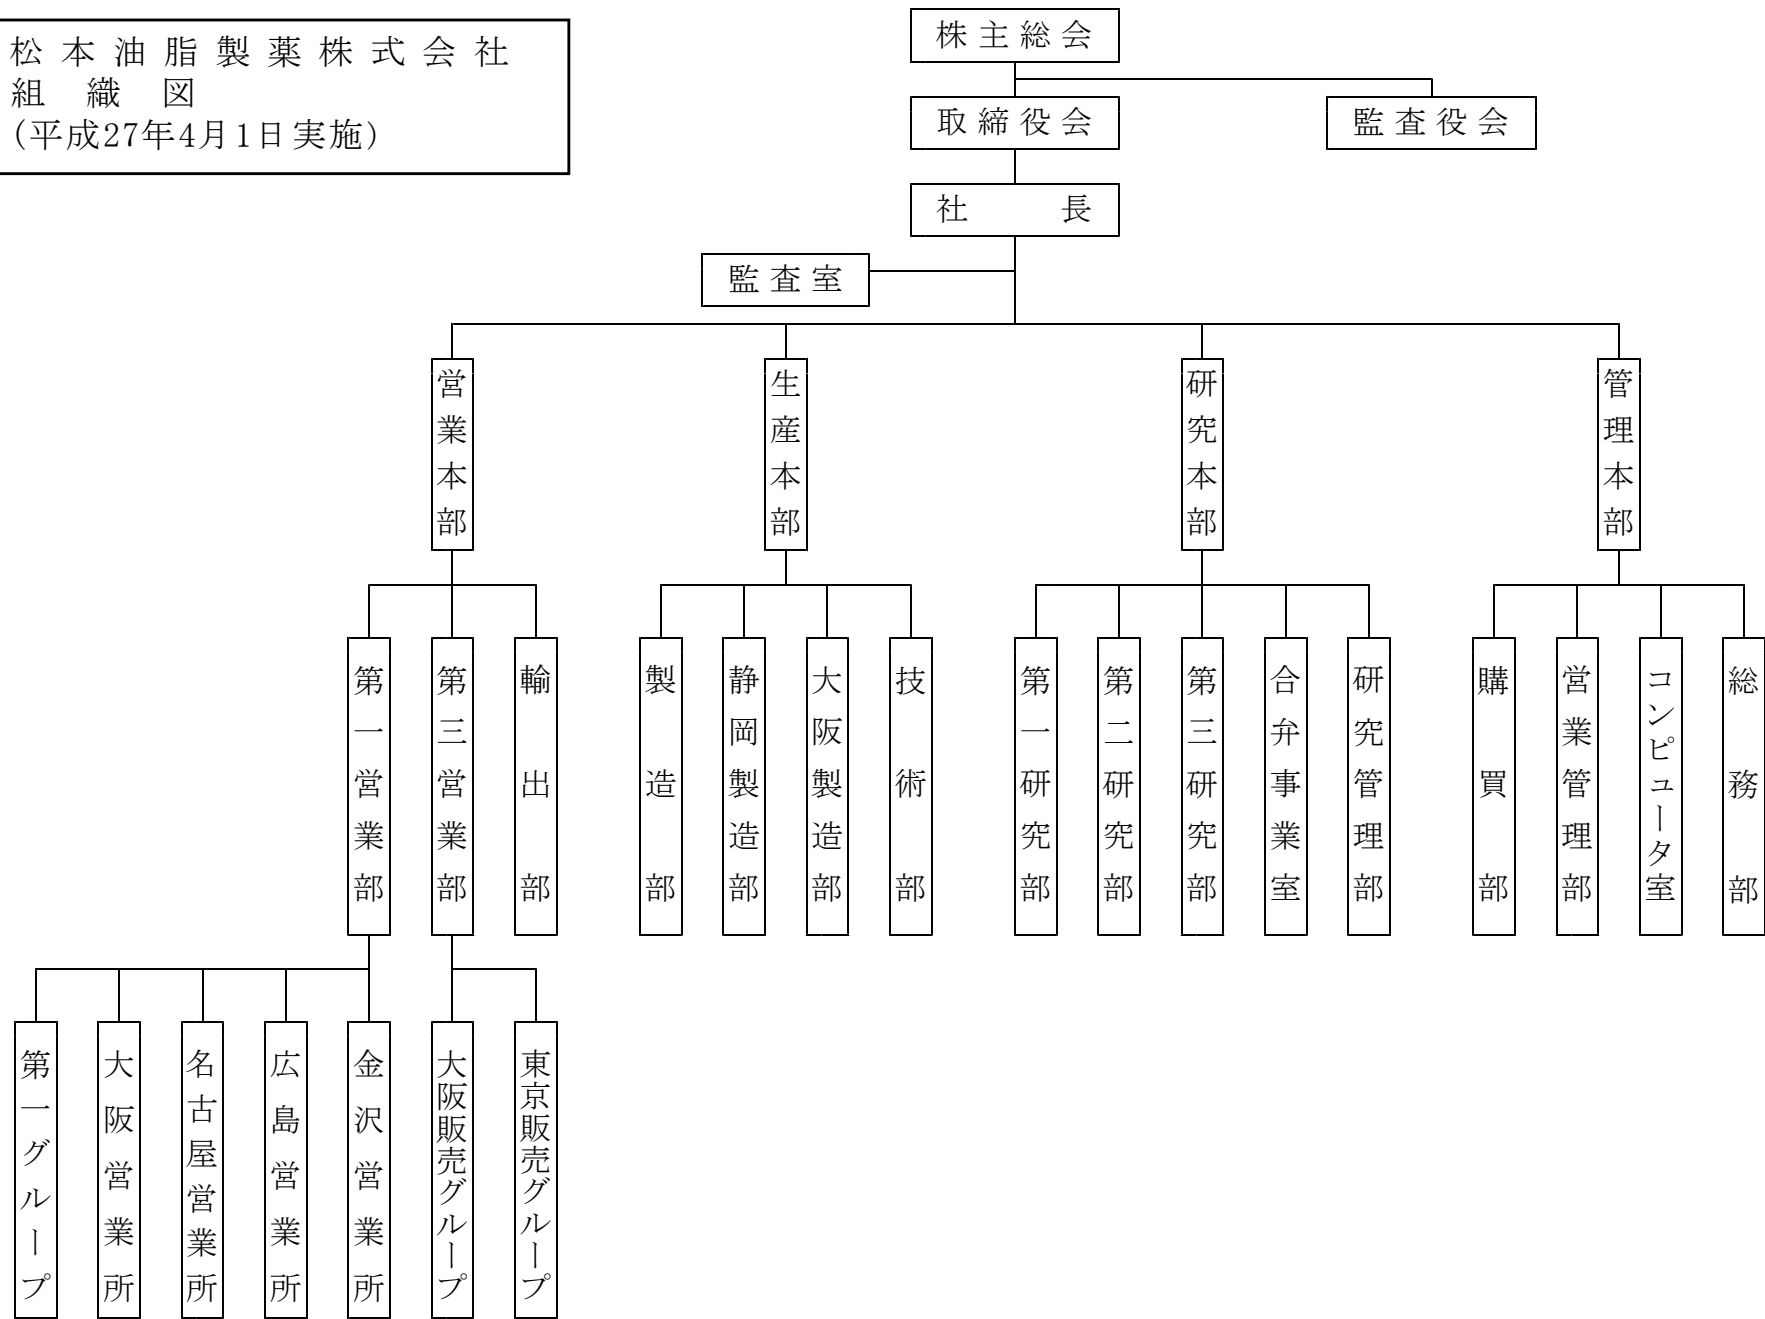 松本油脂製薬株式会社
組織図
(平成27年4月1日実施)
株主総会
取締役会
監査役会
社長
監査室
営業本部
生産本部
研究本部
管理本部
第一営業部
第三営業部
輸出部
製造部
静岡製造部
大阪製造部
技術部
第一研究部
第二研究部
第三研究部
合弁事業室
研究管理部
購買部
営業管理部
コンピュータ室
総務部
第一グループ
大阪営業所
名古屋営業所
広島営業所
金沢営業所
大阪販売グループ
東京販売グループ